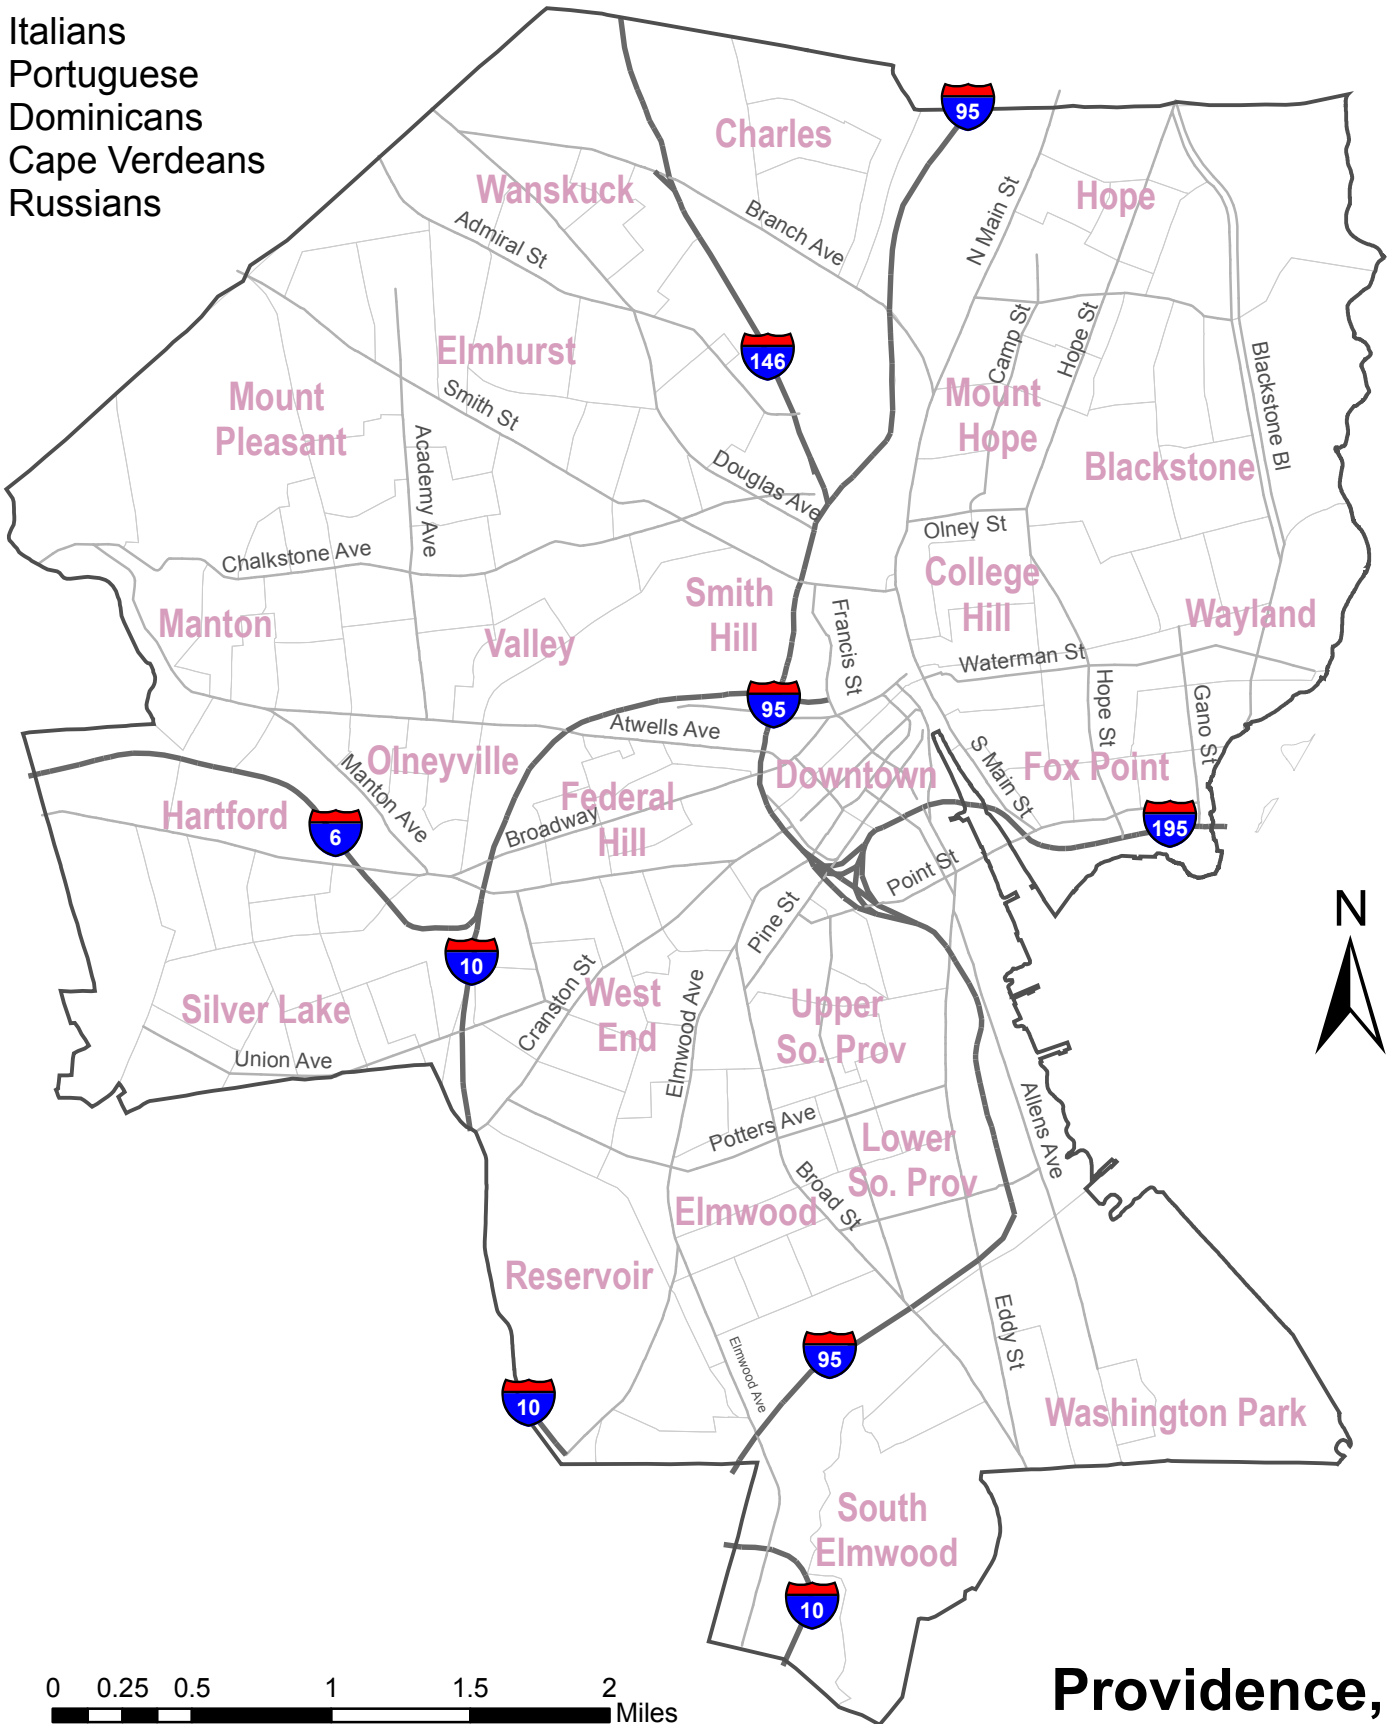 Italians
Portuguese
Dominicans
Cape Verdeans
Russians
95
Charles
Wanskuck
Hope
N Main St
Branch Ave
Admiral St
146
Elmhurst
Camp St
Hope St
Blackstone Bl
Mount
Pleasant
Smith St
Mount
Hope
Academy Ave
Blackstone
Douglas Ave
Olney St
Chalkstone Ave
College
Hill
Smith
Hill
Francis St
Wayland
Manton
Valley
Waterman St
95
Hope St
Gano St
Atwells Ave
S Main St
Fox Point
Olneyville
Manton Ave
Downtown
Federal
Hill
Hartford
6
Broadway
195
Point St
Pine St
N
10
Cranston St
West
End
Elmwood Ave
Upper
So. Prov
Silver Lake
Union Ave
Allens Ave
Potters Ave
Lower
So. Prov
Broad St
Elmwood
Reservoir
Eddy St
95
Elmwood Ave
10
Washington Park
South
Elmwood
10
0 0.25 0.5 1 1.5 2
Miles
Providence,